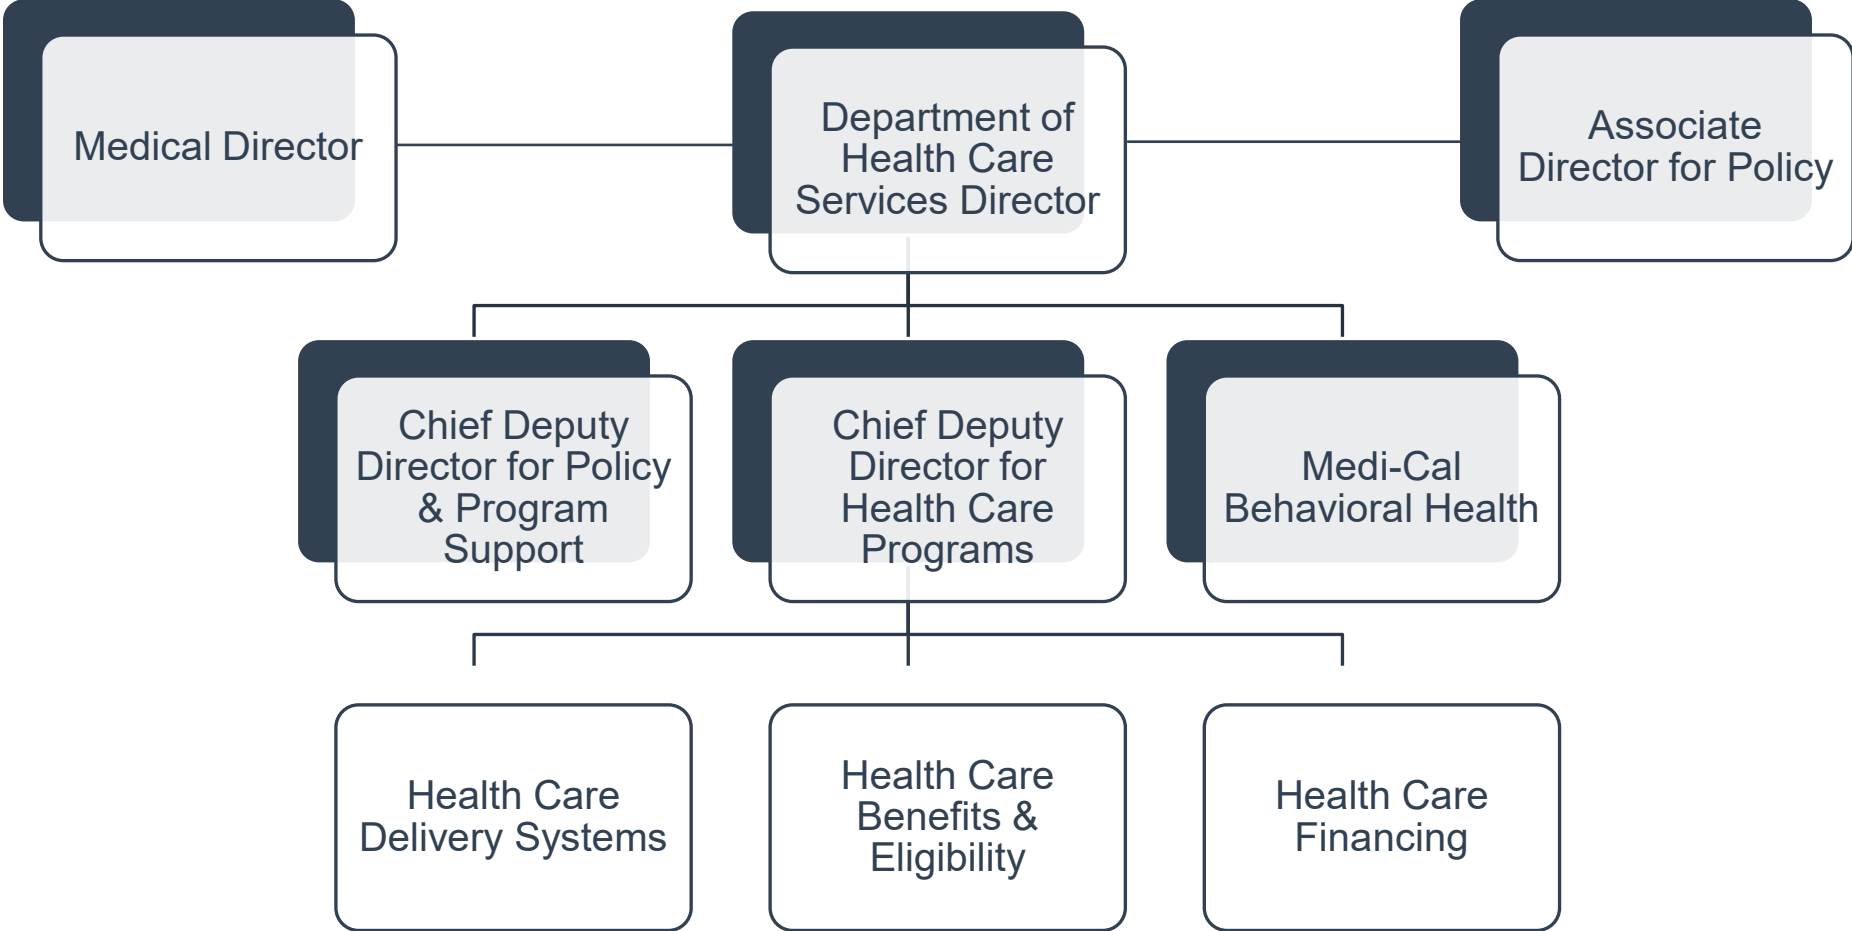 Medical Director
Department of
Health Care
Services Director
Associate
Director for Policy
Chief Deputy
Director for Policy
& Program
Support
Chief Deputy
Director for
Health Care
Programs
Medi-Cal
Behavioral Health
Health Care
Delivery Systems
Health Care
Benefits &
Eligibility
Health Care
Financing